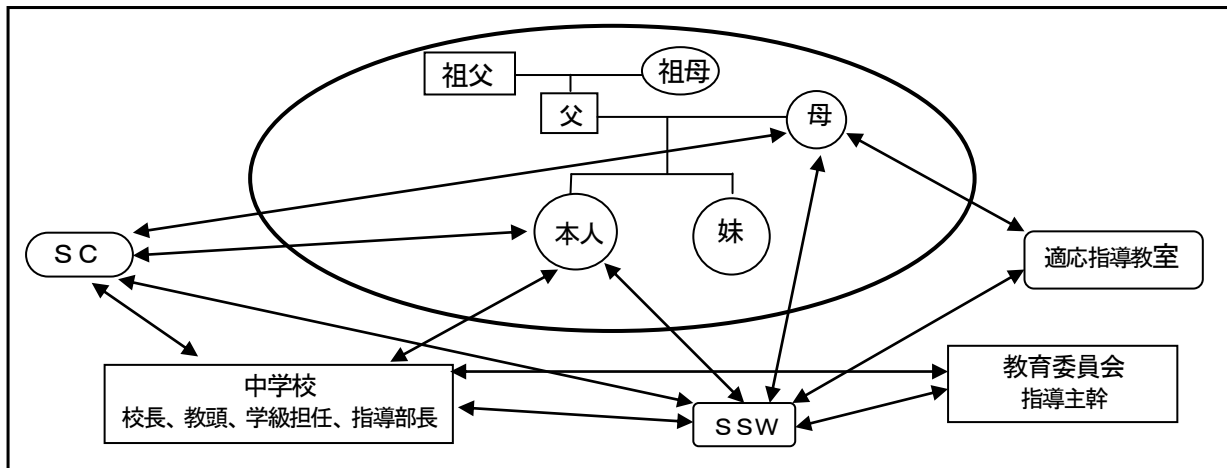 祖父
祖母
父
母
本人
妹
ＳＣ
適応指導教室
中学校
校長、教頭、学級担任、指導部長
ＳＳＷ
教育委員会
指導主幹